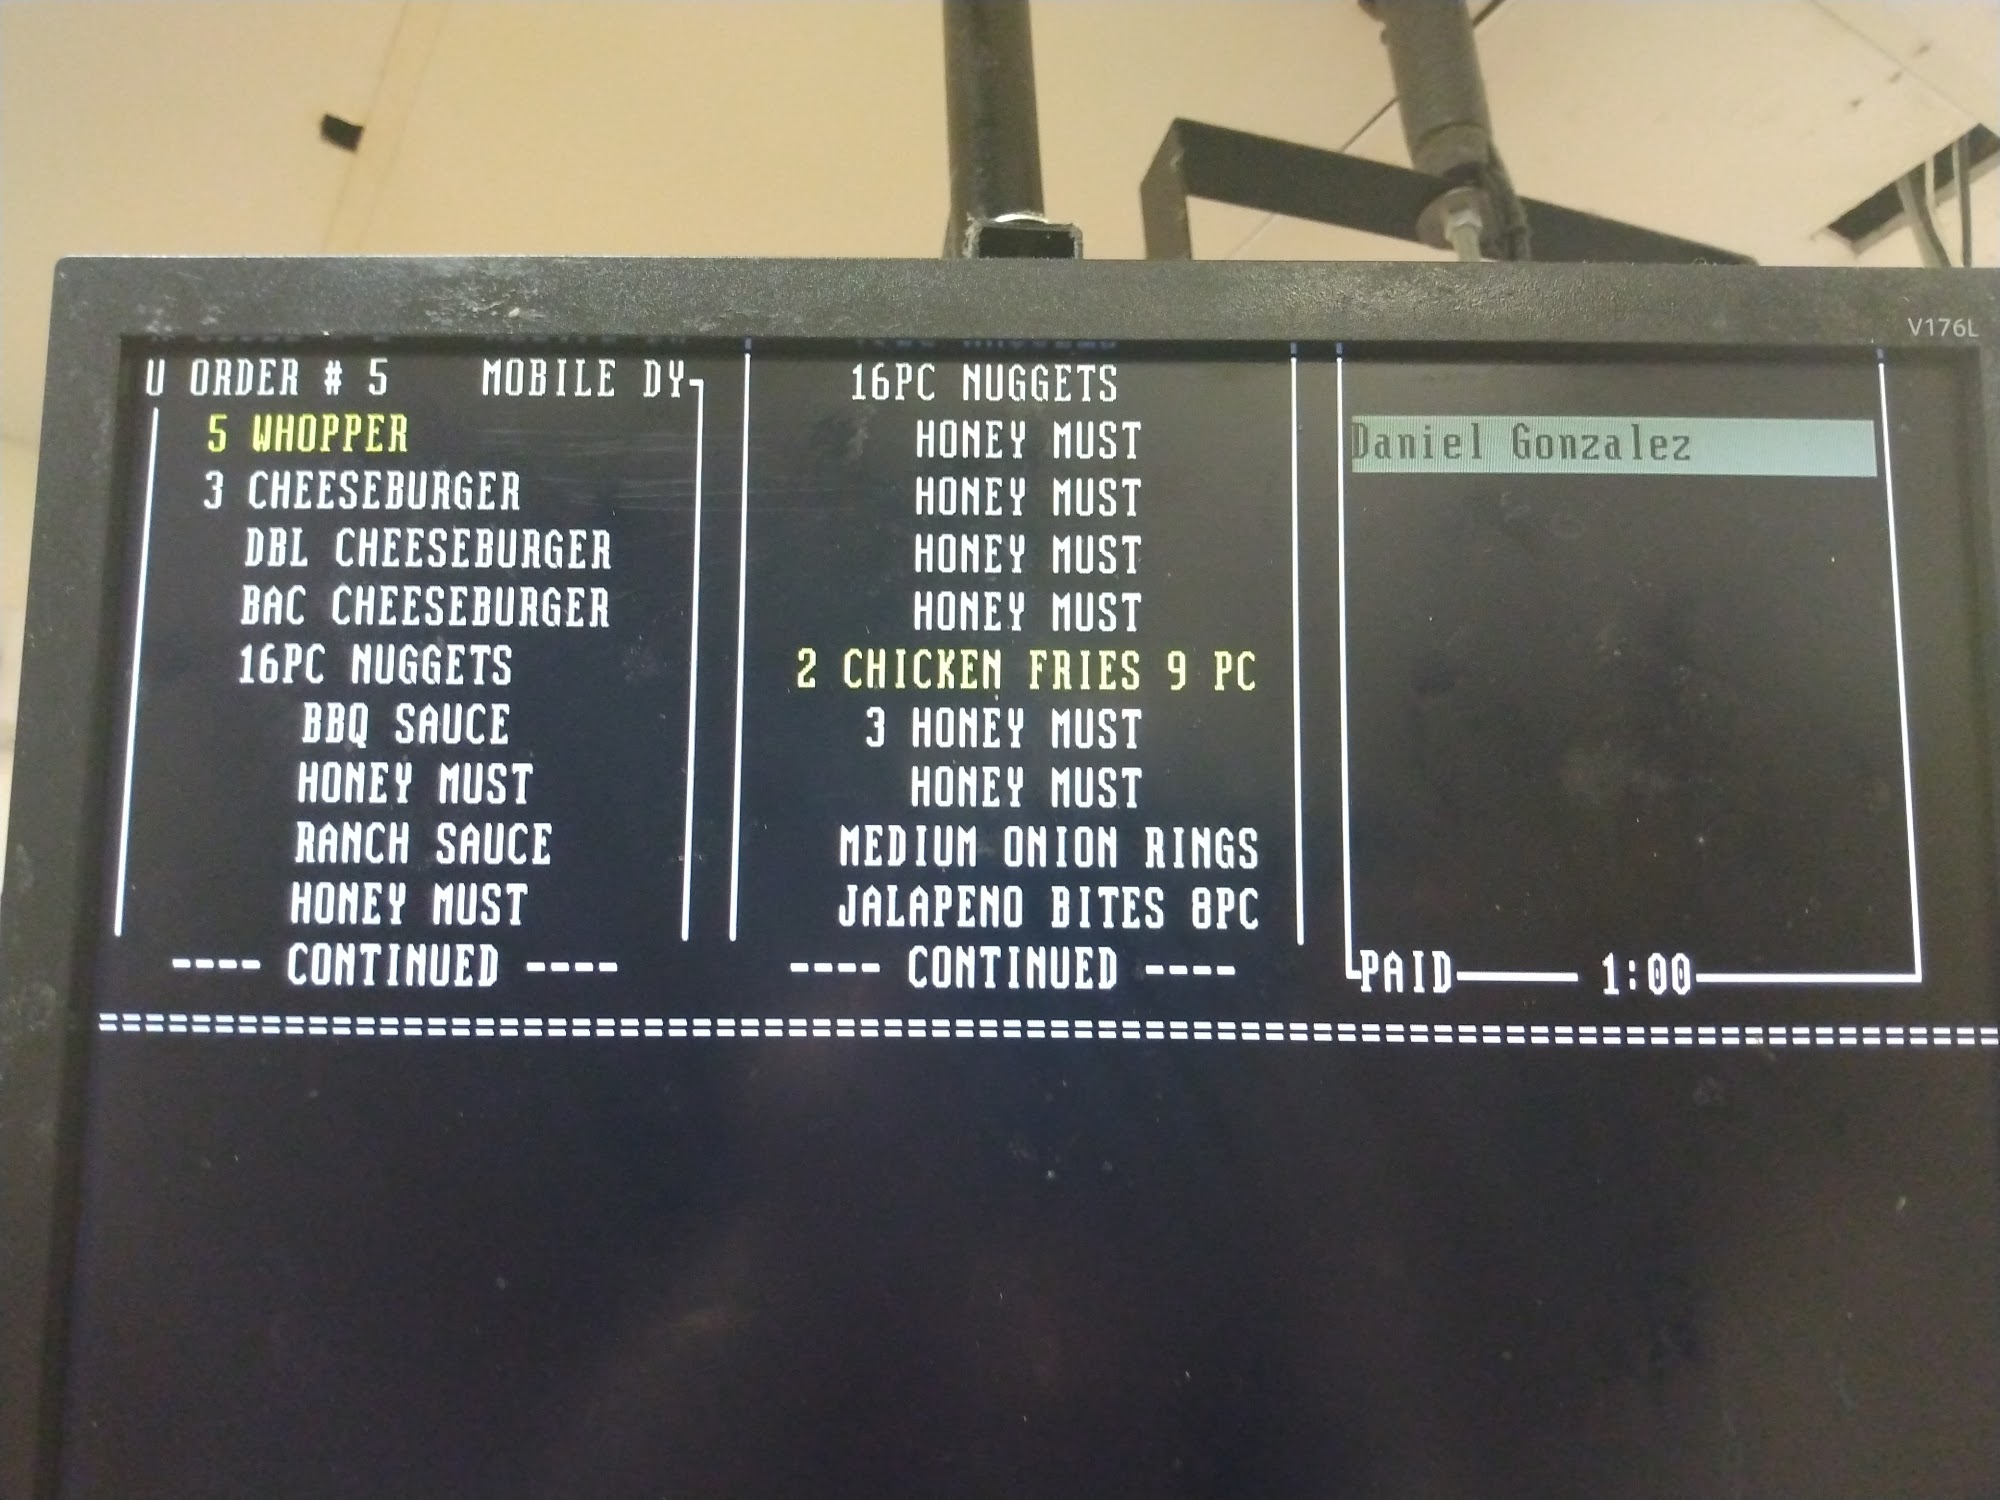 V176L
U ORDER # 5 MOBILE DY
5 WHOPPER
3 CHEESEBURGER
DBL CHEESEBURGER
BAC CHEESEBURGER
16PC NUGGETS
BBQ SAUCE
HONEY MUST
RANCH SAUCE
HONEY MUST
---- CONTINUED ----
16PC NUGGETS
HONEY MUST
HONEY MUST
HONEY MUST
HONEY MUST
2 CHICKEN FRIES 9 PC
3 HONEY MUST
HONEY MUST
MEDIUM ONION RINGS
JALAPENO BITES 8PC
---- CONTINUED ----
Daniel Gonzalez
PAID 1:00